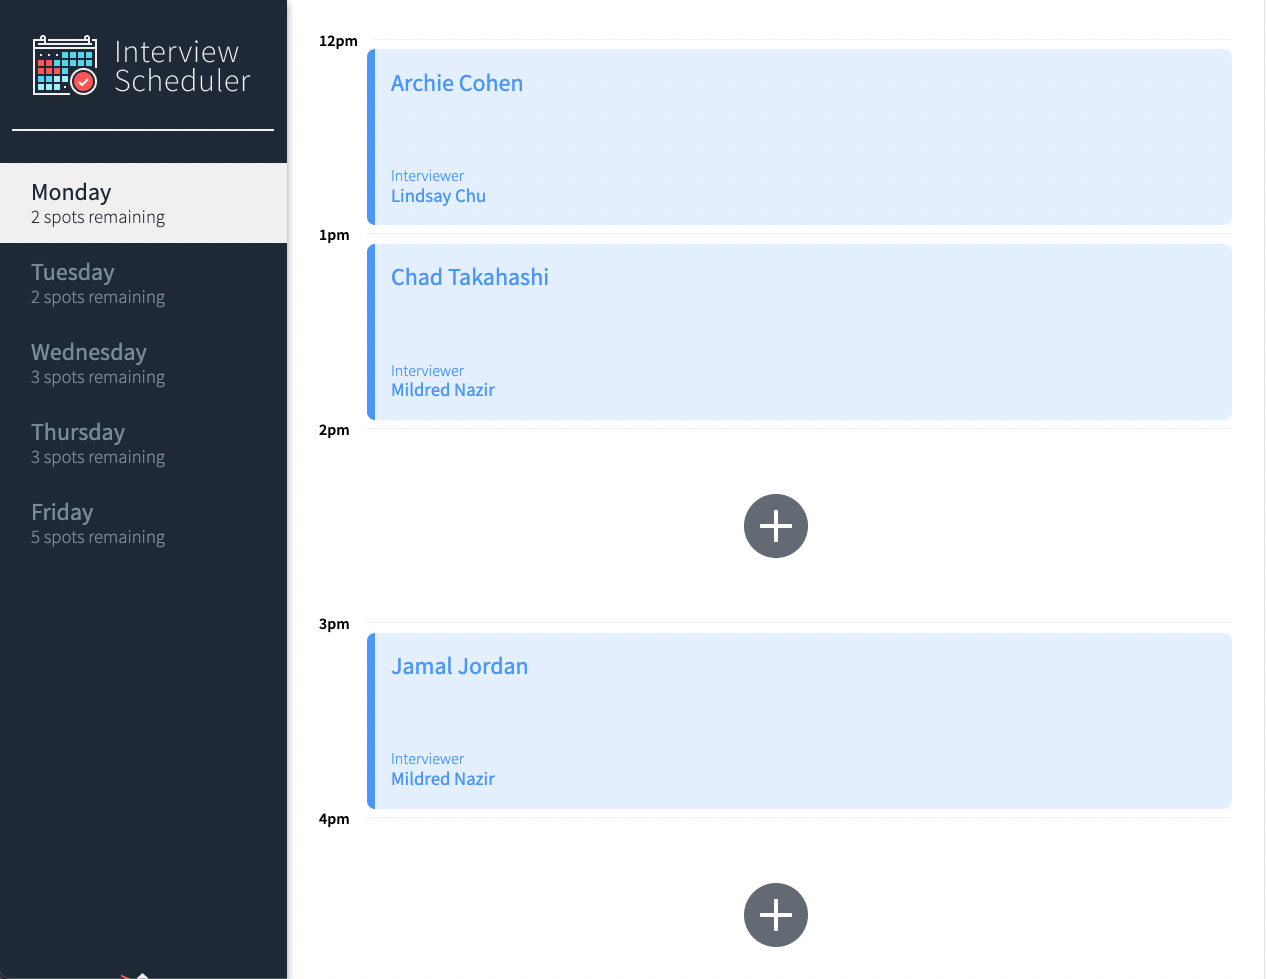 Interview
Scheduler
Monday
2 spots remaining
Tuesday
2 spots remaining
Wednesday
3 spots remaining
Thursday
3 spots remaining
Friday
5 spots remaining
12pm
Archie Cohen
Interviewer
Lindsay Chu
1pm
Chad Takahashi
Interviewer
Mildred Nazir
2pm
3pm
Jamal Jordan
Interviewer
Mildred Nazir
4pm